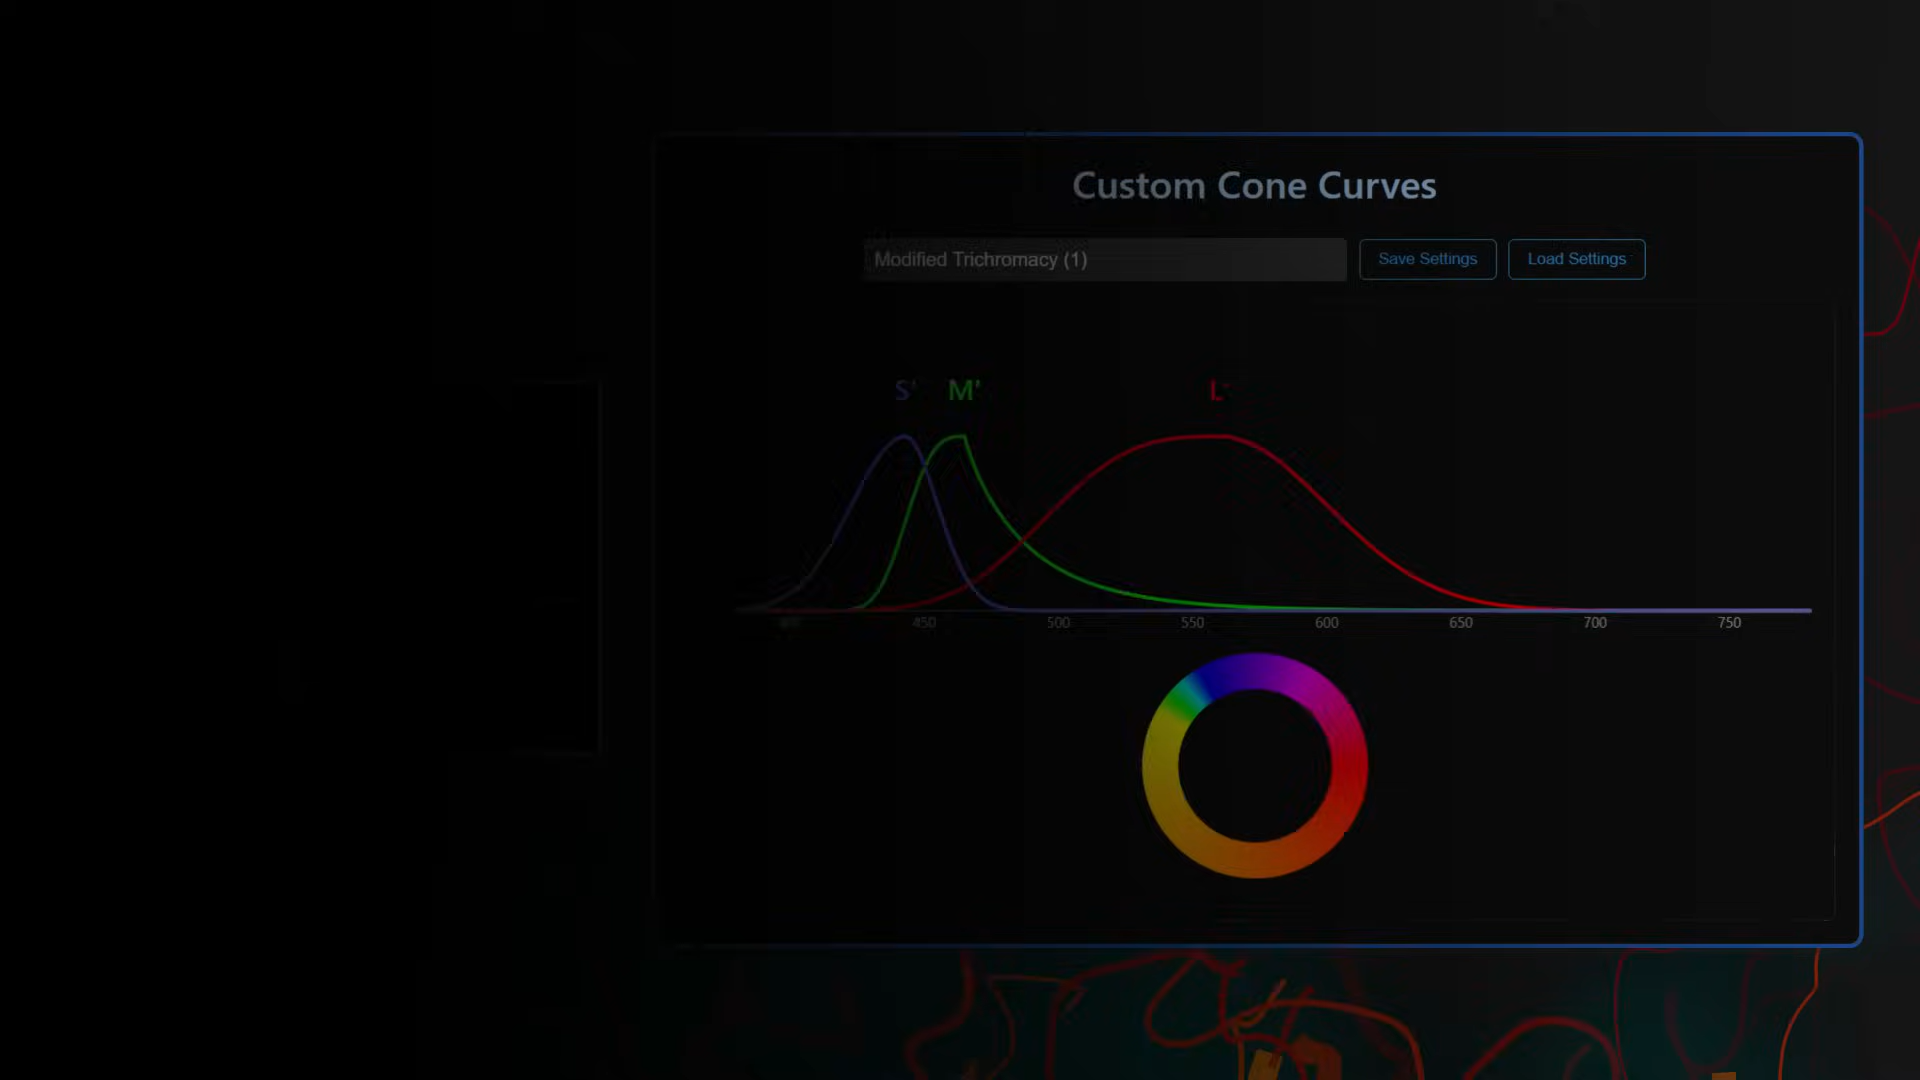 Custom Cone Curves
Modified Trichromacy (1)
Save Settings
Load Settings
S' M' L'
450 500 550 600 650 700 750